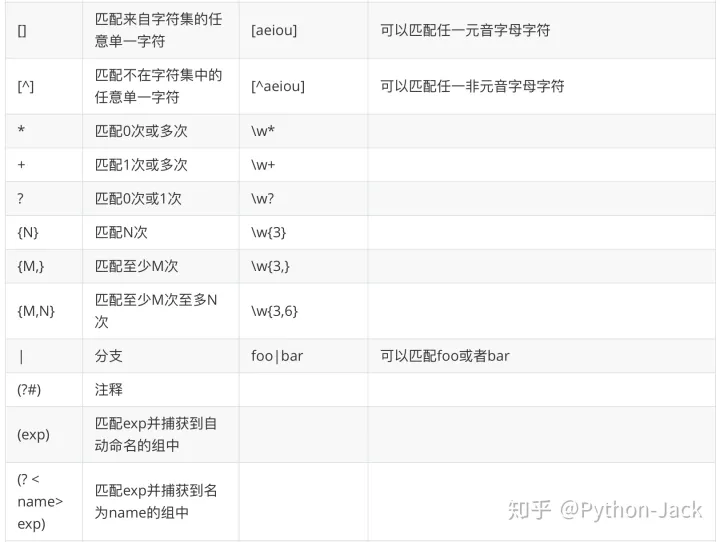 []
匹配来自字符集的任
意单一字符
[aeiou]
可以匹配任一元音字母字符
[^]
匹配不在字符集中的
任意单一字符
[^aeiou]
可以匹配任一非元音字母字符
*
匹配0次或多次
\w*
+
匹配1次或多次
\w+
?
匹配0次或1次
\w?
{N}
匹配N次
\w{3}
{M,}
匹配至少M次
\w{3,}
{M,N}
匹配至少M次至多N
次
\w{3,6}
|
分支
foo|bar
可以匹配foo或者bar
(?#)
注释
(exp)
匹配exp并捕获到自
动命名的组中
(? <
name>
exp)
匹配exp并捕获到名
为name的组中
知乎 @Python-Jack